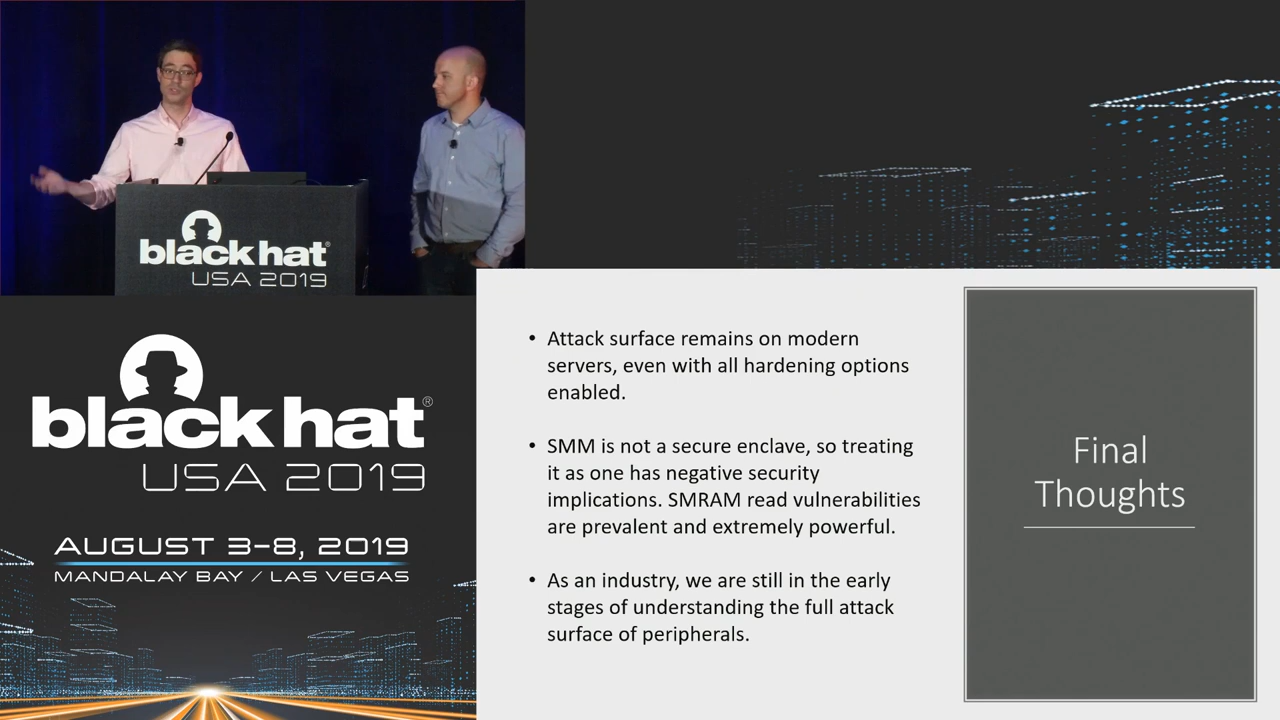 black hat®
USA 2019
black hat®
USA 2019
AUGUST 3-8, 2019
MANDALAY BAY / LAS VEGAS
• Attack surface remains on modern
servers, even with all hardening options
enabled.
• SMM is not a secure enclave, so treating
it as one has negative security
implications. SMRAM read vulnerabilities
are prevalent and extremely powerful.
• As an industry, we are still in the early
stages of understanding the full attack
surface of peripherals.
Final
Thoughts